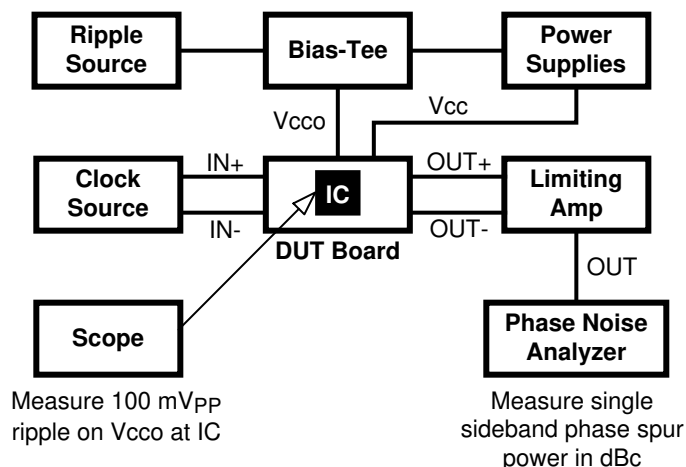 Ripple
Source
Bias-Tee
Power
Supplies
Vcco
Vcc
Clock
Source
IN+
IN-
IC
DUT Board
OUT+
OUT-
Limiting
Amp
OUT
Scope
Phase Noise
Analyzer
Measure 100 mVPP
ripple on Vcco at IC
Measure single
sideband phase spur
power in dBc